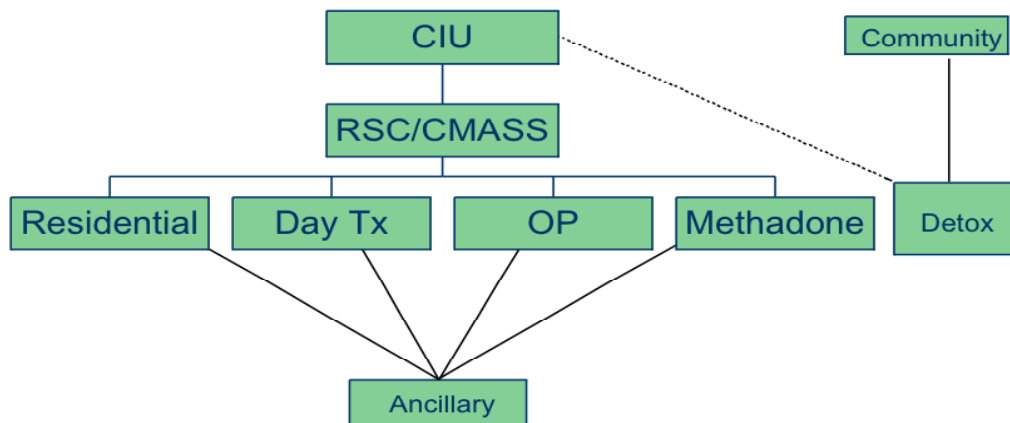 CIU
Community
RSC/CMASS
Residential
Day Tx
OP
Methadone
Detox
Ancillary